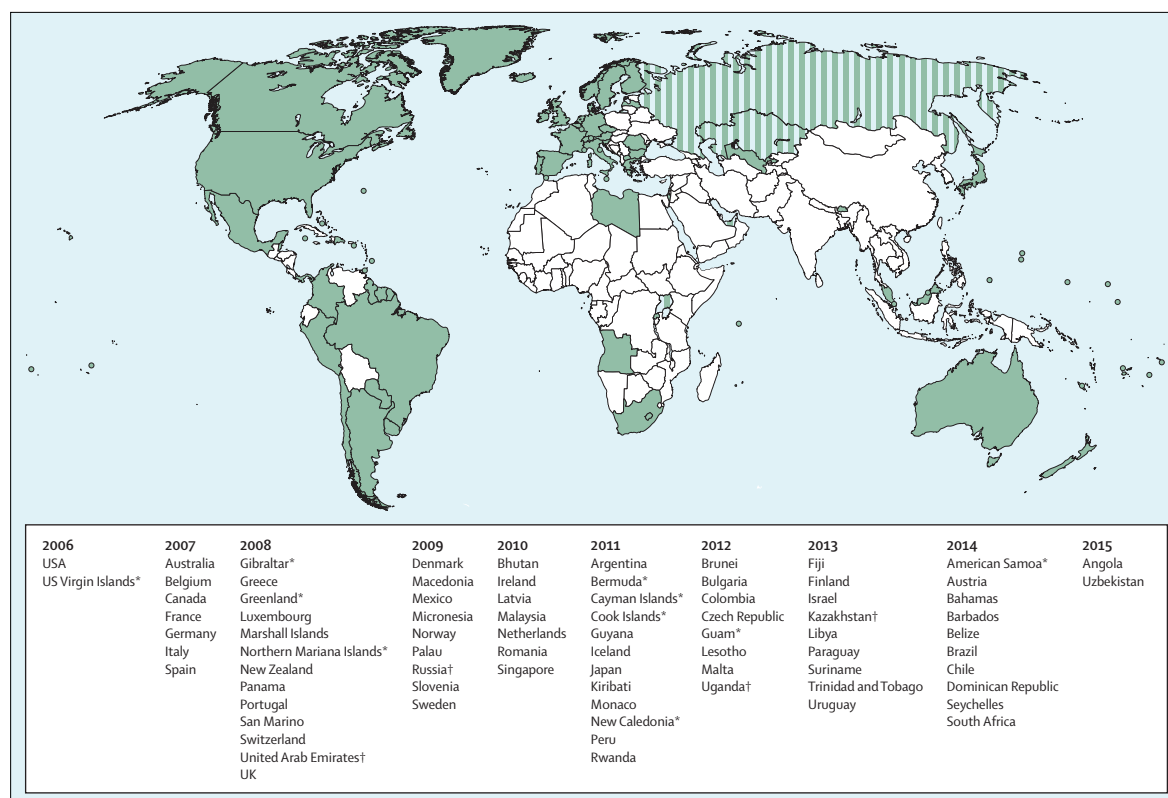 2006
USA
US Virgin Islands*
2007
Australia
Belgium
Canada
France
Germany
Italy
Spain
2008
Gibraltar*
Greece
Greenland*
Luxembourg
Marshall Islands
Northern Mariana Islands*
New Zealand
Panama
Portugal
San Marino
Switzerland
United Arab Emirates†
UK
2009
Denmark
Macedonia
Mexico
Micronesia
Norway
Palau
Russia†
Slovenia
Sweden
2010
Bhutan
Ireland
Latvia
Malaysia
Netherlands
Romania
Singapore
2011
Argentina
Bermuda*
Cayman Islands*
Cook Islands*
Guyana
Iceland
Japan
Kiribati
Monaco
New Caledonia*
Peru
Rwanda
2012
Brunei
Bulgaria
Colombia
Czech Republic
Guam*
Lesotho
Malta
Uganda†
2013
Fiji
Finland
Israel
Kazakhstan†
Libya
Paraguay
Suriname
Trinidad and Tobago
Uruguay
2014
American Samoa*
Austria
Bahamas
Barbados
Belize
Brazil
Chile
Dominican Republic
Seychelles
South Africa
2015
Angola
Uzbekistan